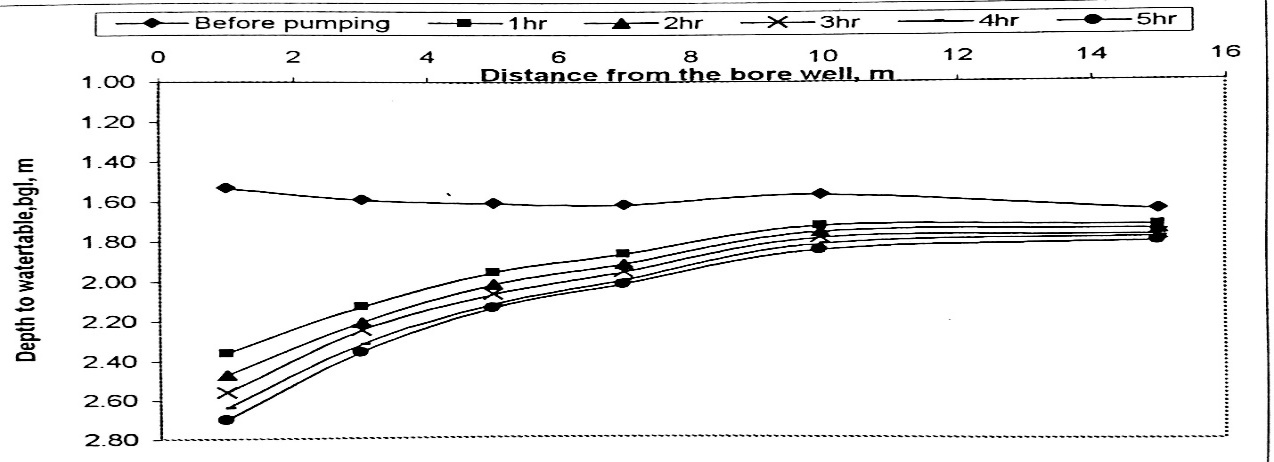 Before pumping 1hr 2hr 3hr 4hr 5hr
0 2 4 6 8 10 12 14 16
Distance from the bore well, m
1.00
1.20
1.40
1.60
1.80
2.00
2.20
2.40
2.60
2.80
Depth to watertable,bgl, m